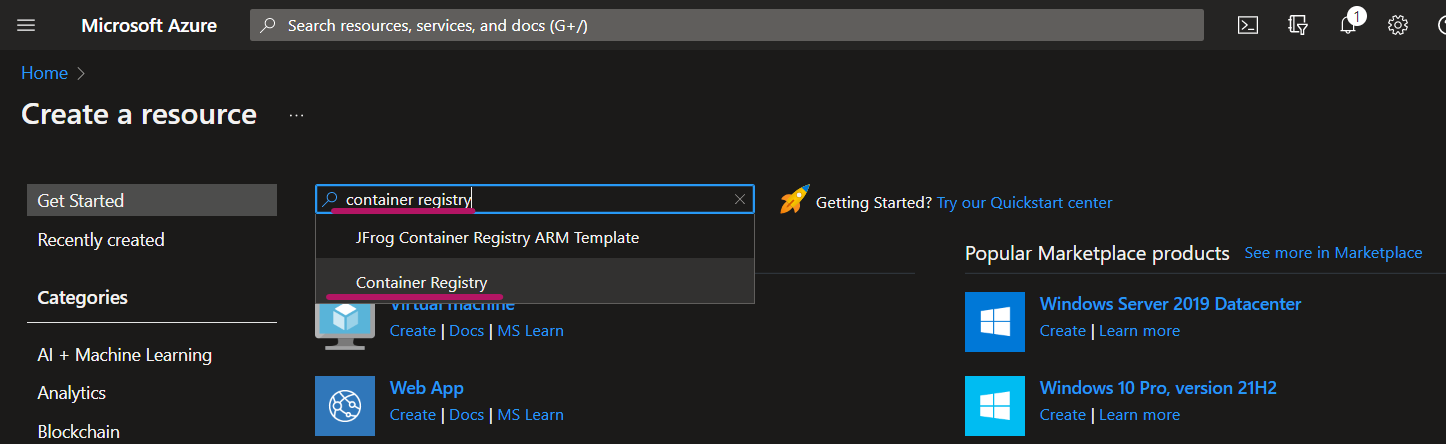 Microsoft Azure
Search resources, services, and docs (G+/)
1
Home
Create a resource
...
Get Started
Recently created
Categories
AI + Machine Learning
Analytics
Blockchain
container registry
JFrog Container Registry ARM Template
Container Registry
Virtual machine
Create | Docs | MS Learn
Web App
Create | Docs | MS Learn
Getting Started? Try our Quickstart center
Popular Marketplace products See more in Marketplace
Windows Server 2019 Datacenter
Create | Learn more
Windows 10 Pro, version 21H2
Create | Learn more